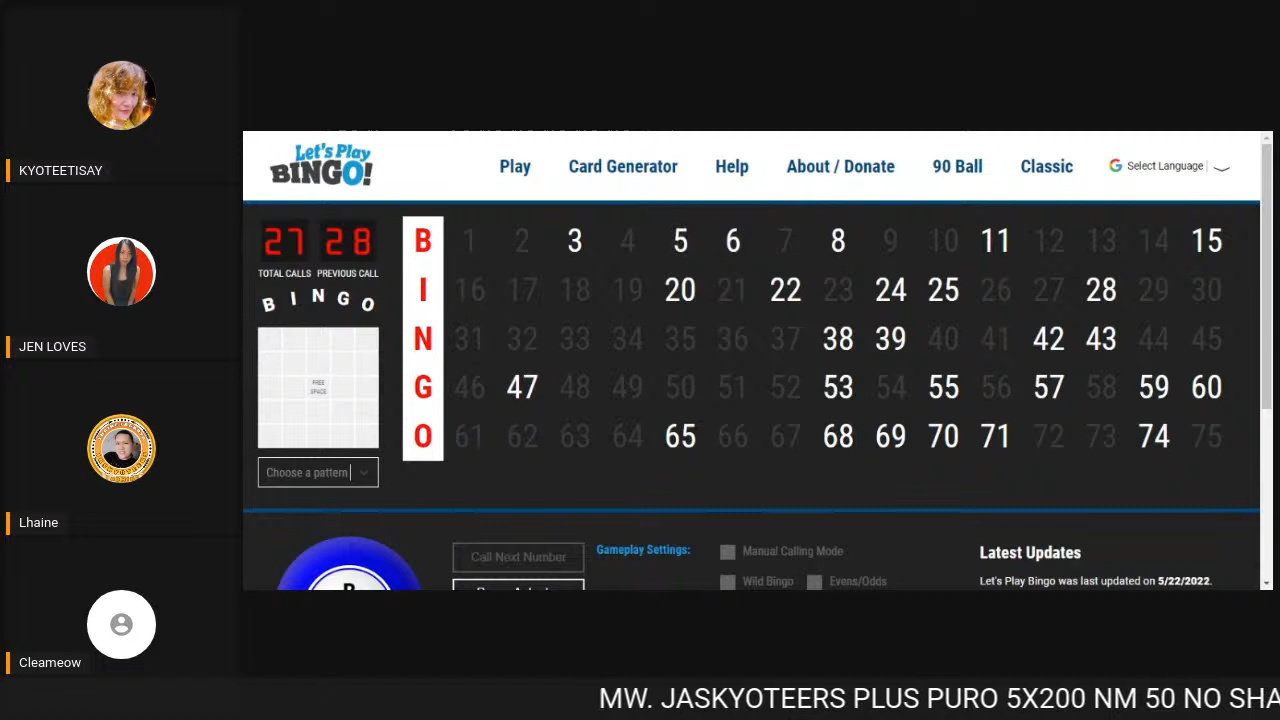 KYOTEETISAY
JEN LOVES
Lhaine
Cleameow
Let's Play
BINGO!
Play Card Generator Help About / Donate 90 Ball Classic G Select Language
27 28
TOTAL CALLS PREVIOUS CALL
B I N G O
FREE
SPACE
Choose a pattern
B 1 2 3 4 5 6 7 8 9 10 11 12 13 14 15
I 16 17 18 19 20 21 22 23 24 25 26 27 28 29 30
N 31 32 33 34 35 36 37 38 39 40 41 42 43 44 45
G 46 47 48 49 50 51 52 53 54 55 56 57 58 59 60
O 61 62 63 64 65 66 67 68 69 70 71 72 73 74 75
B
Call Next Number
Gameplay Settings:
Manual Calling Mode
Wild Bingo Evens/Odds
Latest Updates
Let's Play Bingo was last updated on 5/22/2022.
MW. JASKYOTEERS PLUS PURO 5X200 NM 50 NO SHA